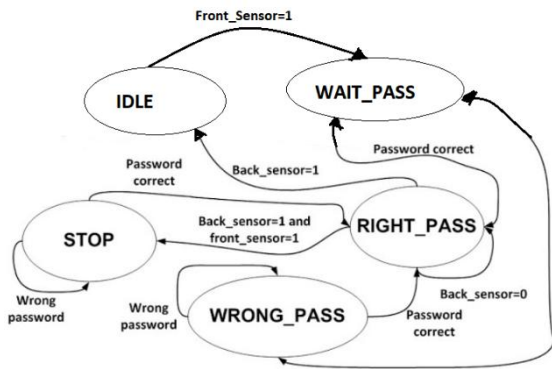 Front_Sensor=1
IDLE
WAIT_PASS
Password
correct
Back_sensor=1
Password correct
STOP
Back_sensor=1 and
front_sensor=1
RIGHT_PASS
Wrong
password
Wrong
password
WRONG_PASS
Back_sensor=0
Password
correct